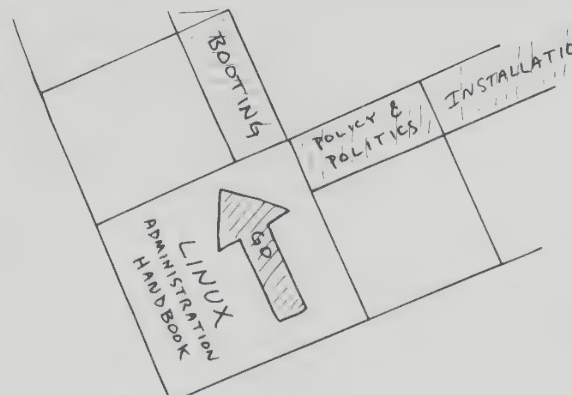 BOOTING
POLICY &
POLITICS
INSTALLATIO
GO
LINUX
ADMINISTRATION
HANDBOOK